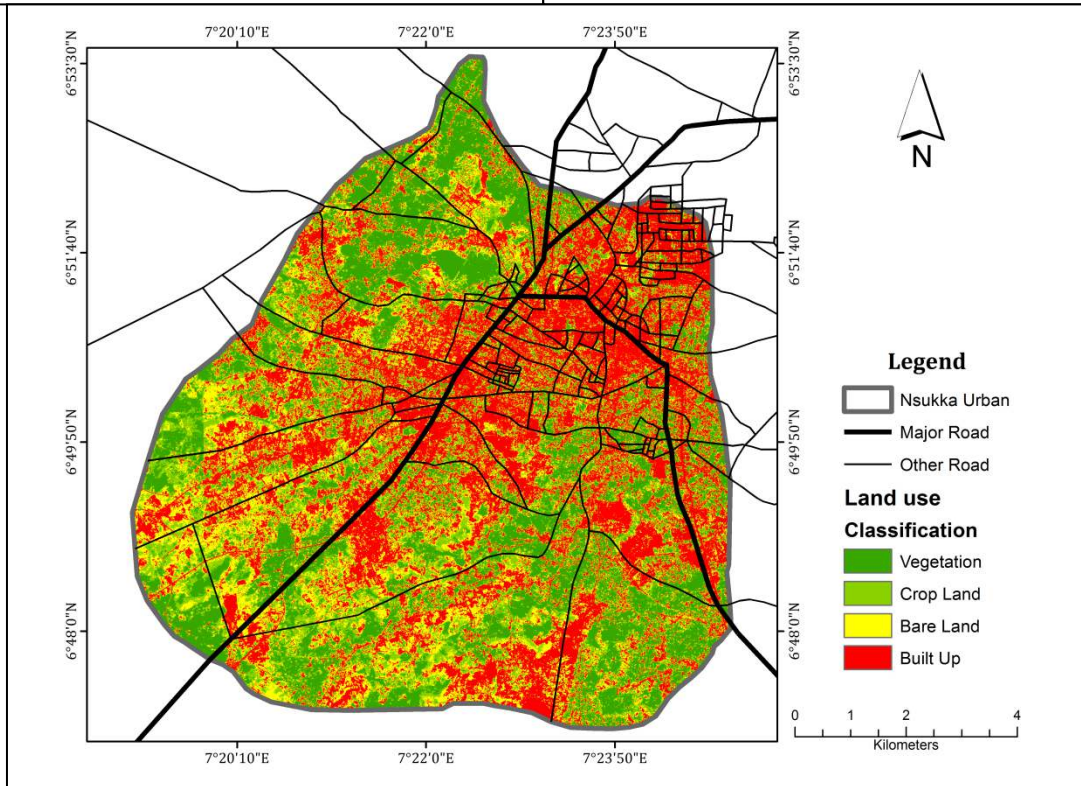 7°20'10"E 7°22'0"E 7°23'50"E
6°53'30"N 6°53'30"N
6°51'40"N 6°51'40"N
6°49'50"N 6°49'50"N
6°48'0"N 6°48'0"N
7°20'10"E 7°22'0"E 7°23'50"E
N
Legend
Nsukka Urban
Major Road
Other Road
Land use
Classification
Vegetation
Crop Land
Bare Land
Built Up
0 1 2 4
Kilometers